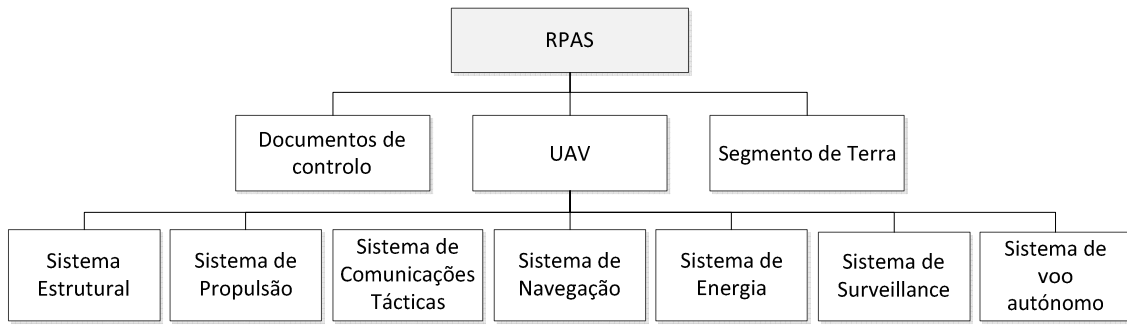 RPAS
Documentos de
controlo
UAV
Segmento de Terra
Sistema
Estrutural
Sistema de
Propulsão
Sistema de
Comunicações
Tácticas
Sistema de
Navegação
Sistema de
Energia
Sistema de
Surveillance
Sistema de
voo
autónomo